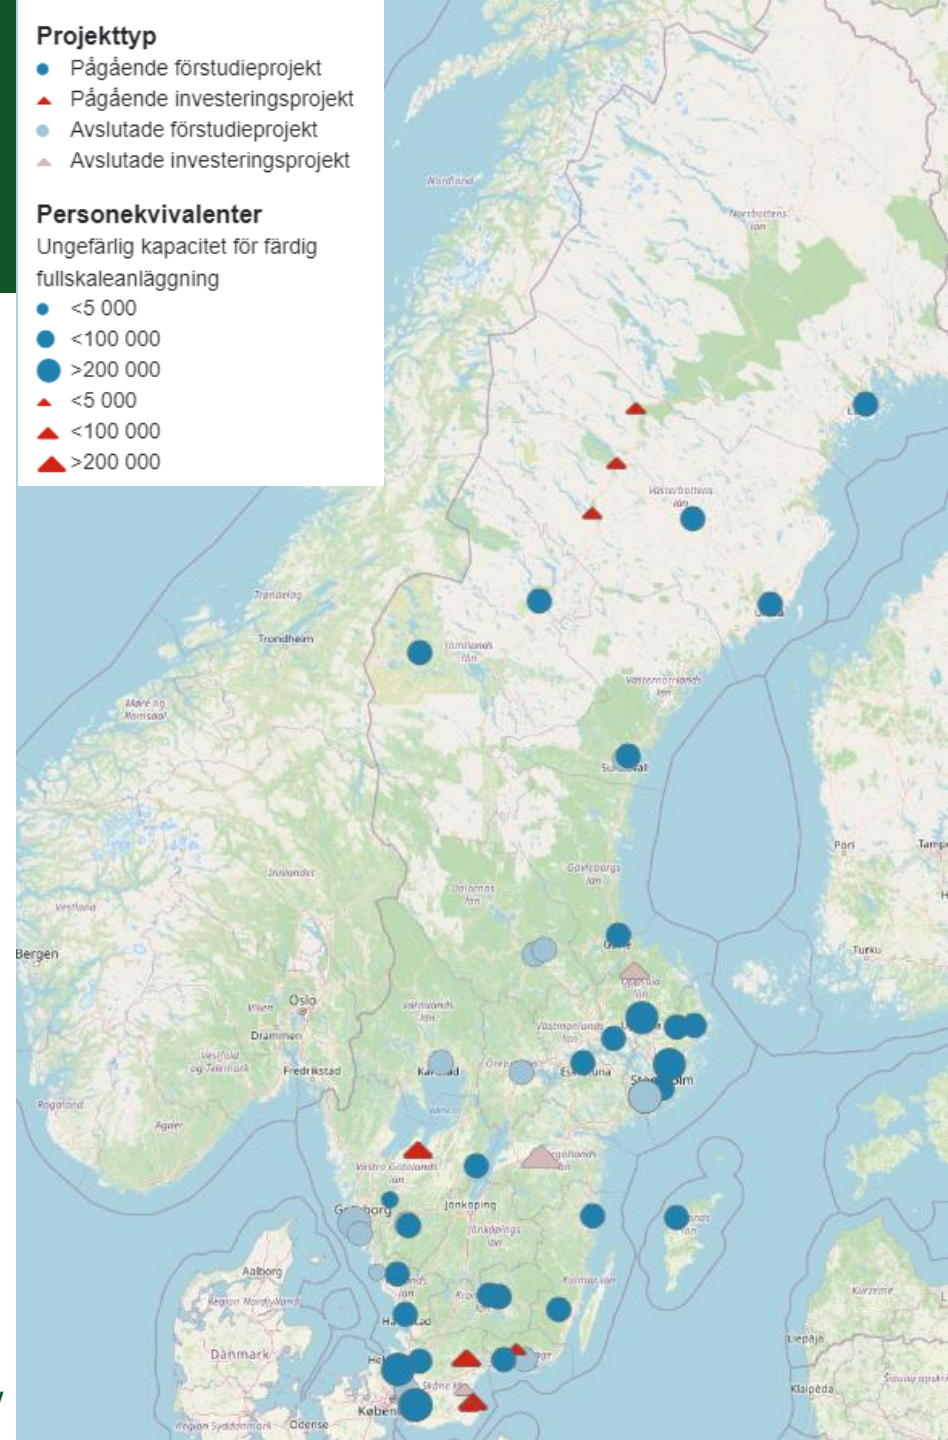 Projekttyp
Pågående förstudieprojekt
Pågående investeringsprojekt
Avslutade förstudieprojekt
Avslutade investeringsprojekt
Personekvivalenter
Ungefärlig kapacitet för färdig
fullskaleanläggning
<5 000
<100 000
>200 000
<5 000
<100 000
>200 000
Nordland
Norrbottens
län
Västerbottens
län
Trøndelag
Trondheim
Jämtlands
län
Västernorrlands
län
Møre og
Romsdal
Pori
Innlandet
Gävleborgs
län
Dalarnas
län
Vestland
Bergen
Turku
Oslo
Viken
län
Värmlands
län
Drammen
Västmanlands
län
Vestfold
og Telemark
Fredrikstad
Rogaland
Agder
Västra Götalands
län
Jönköping
Jönköpings
län
Aalborg
Kalmar län
Region Nordjylland
Kurzeme
Liepāja
Danmark
Klaipėda
Skåne
Region Syddanmark
Odense